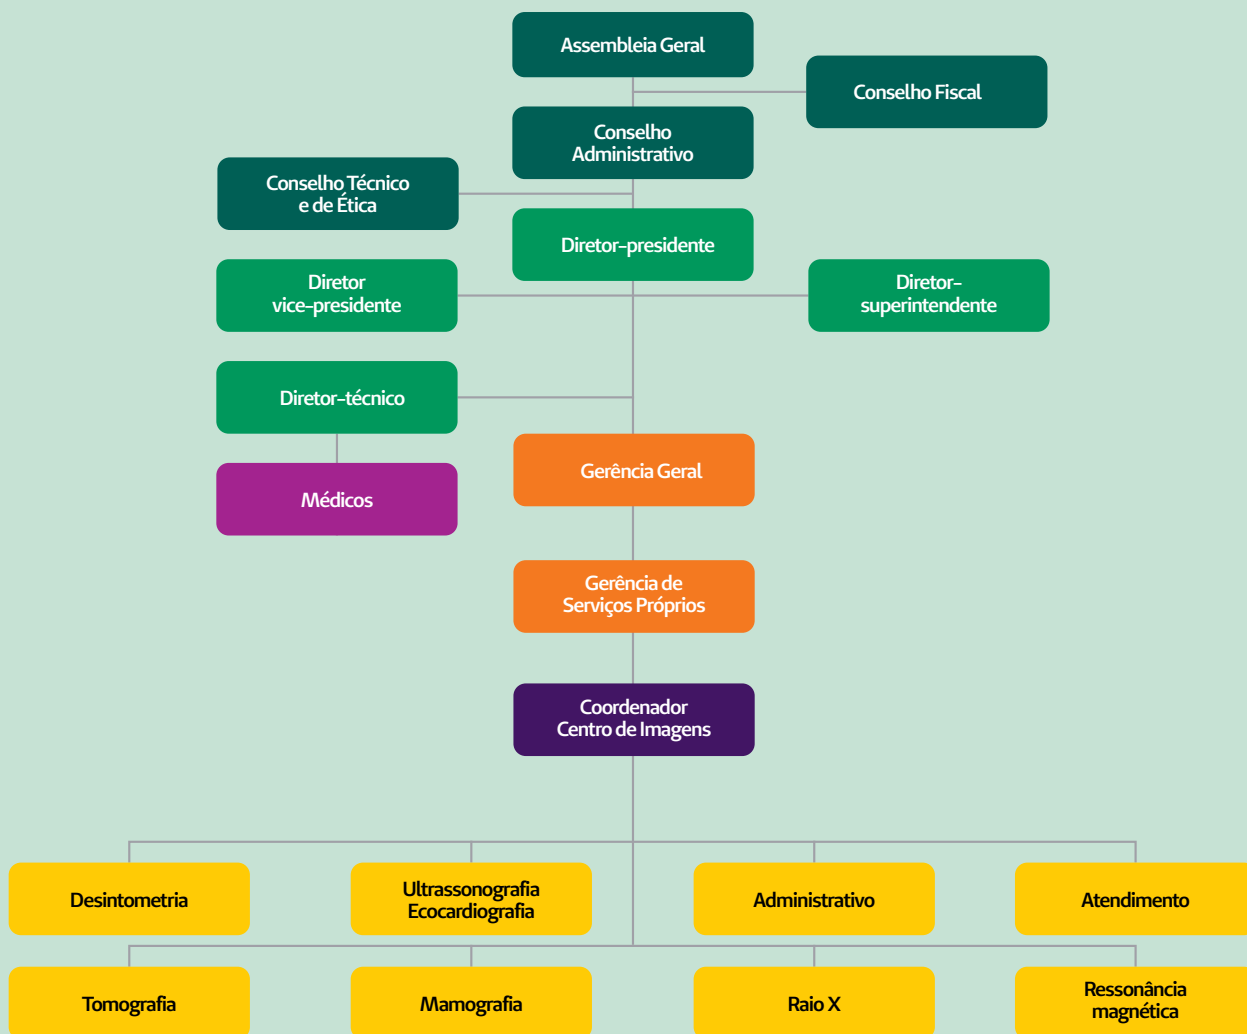 Assembleia Geral
Conselho Fiscal
Conselho
Administrativo
Conselho Técnico
e de Ética
Diretor-presidente
Diretor
vice-presidente
Diretor-
superintendente
Diretor-técnico
Gerência Geral
Médicos
Gerência de
Serviços Próprios
Coordenador
Centro de Imagens
Desintometria
Ultrassonografia
Ecocardiografia
Administrativo
Atendimento
Tomografia
Mamografia
Raio X
Ressonância
magnética